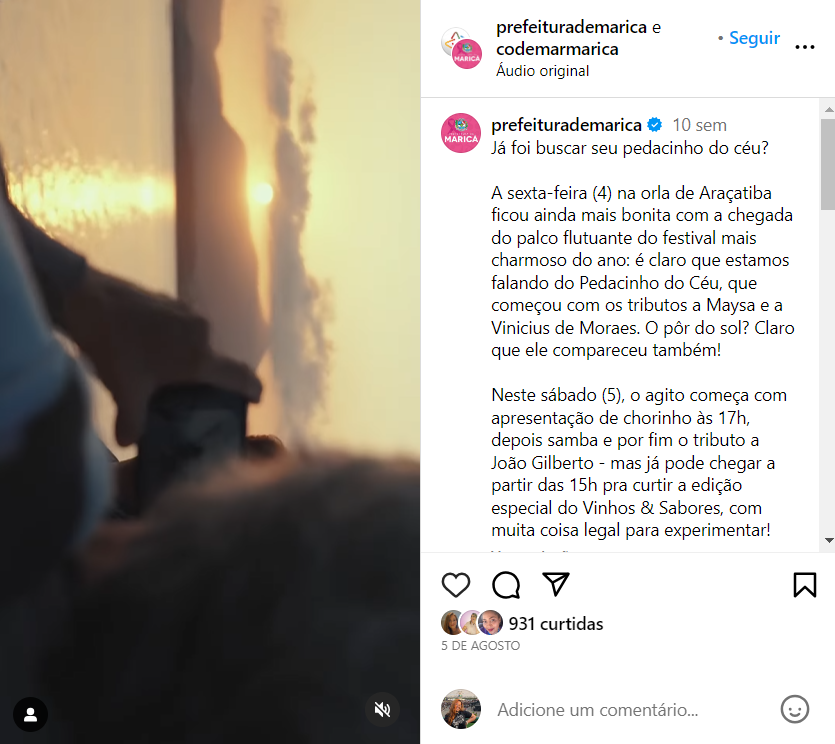 prefeiturademarica e
codemarmarica
• Seguir
Áudio original
MARICÁ
prefeiturademarica 10 sem
MARICÁ
Já foi buscar seu pedacinho do céu?
A sexta-feira (4) na orla de Araçatiba
ficou ainda mais bonita com a chegada
do palco flutuante do festival mais
charmoso do ano: é claro que estamos
falando do Pedacinho do Céu, que
começou com os tributos a Maysa e a
Vinicius de Moraes. O pôr do sol? Claro
que ele compareceu também!
Neste sábado (5), o agito começa com
apresentação de chorinho às 17h,
depois samba e por fim o tributo a
João Gilberto - mas já pode chegar a
partir das 15h pra curtir a edição
especial do Vinhos & Sabores, com
muita coisa legal para experimentar!
931 curtidas
5 DE AGOSTO
Adicione um comentário...